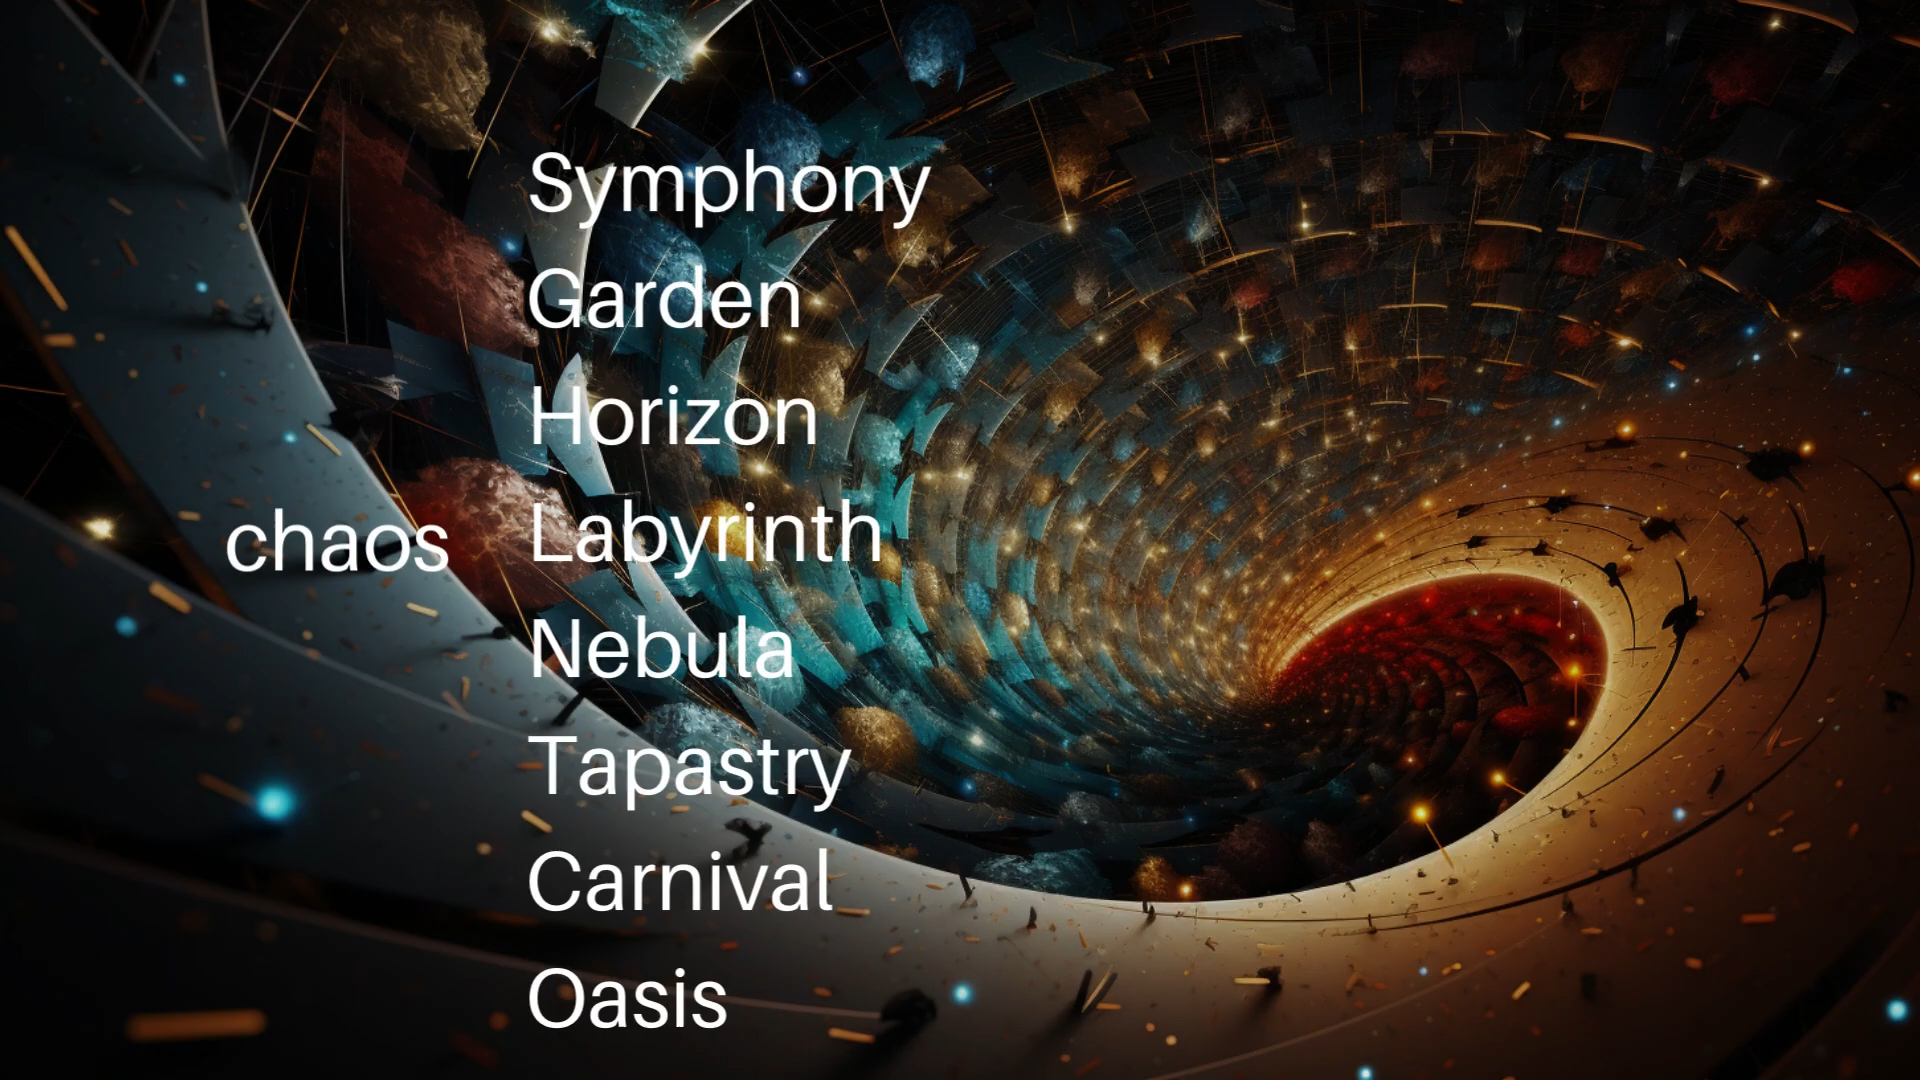 Symphony
Garden
Horizon
chaos
Labyrinth
Nebula
Tapastry
Carnival
Oasis